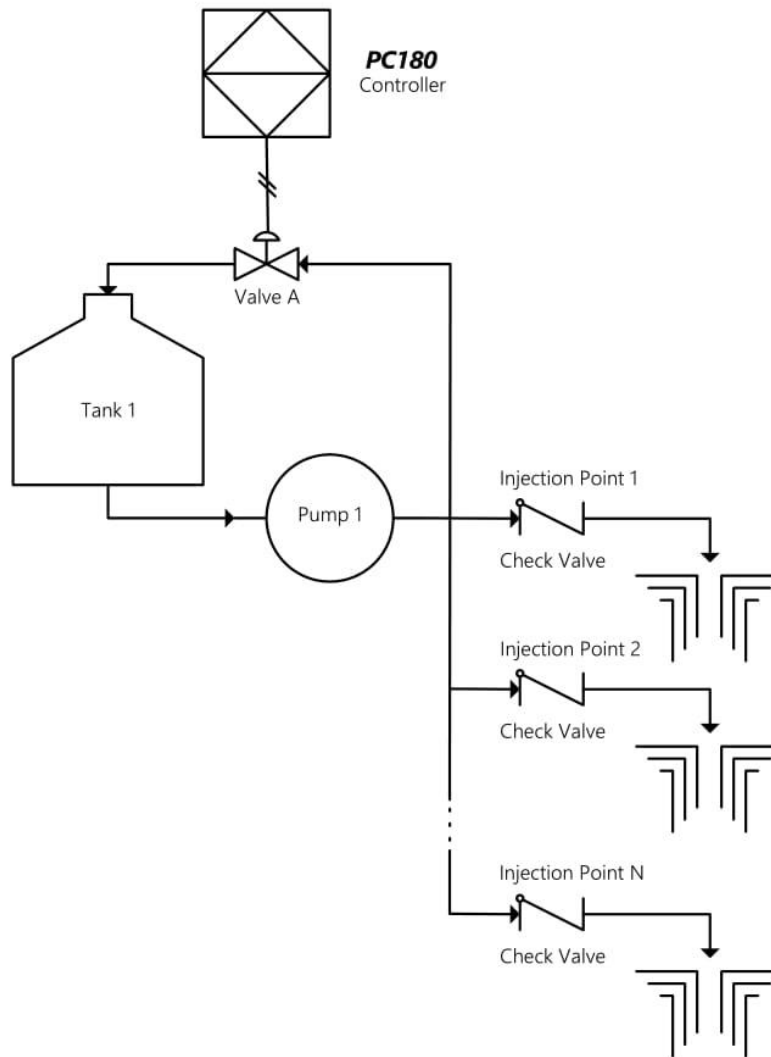 PC180
Controller
Valve A
Tank 1
Pump 1
Injection Point 1
Check Valve
Injection Point 2
Check Valve
Injection Point N
Check Valve